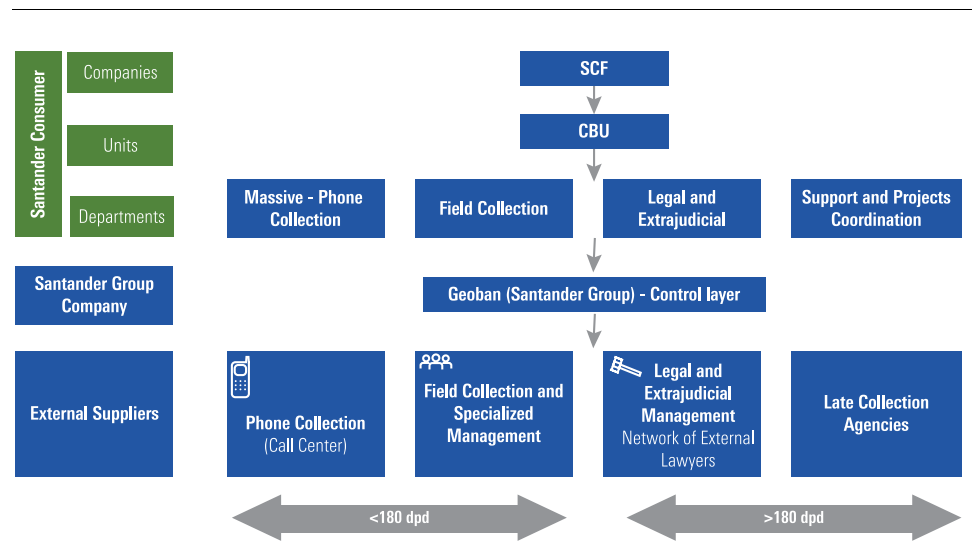 Santander Consumer
Companies
Units
Departments
SCF
CBU
Massive - Phone
Collection
Field Collection
Legal and
Extrajudicial
Support and Projects
Coordination
Santander Group
Company
Geoban (Santander Group) - Control layer
External Suppliers
Phone Collection
(Call Center)
Field Collection and
Specialized
Management
Legal and
Extrajudicial
Management
Network of External
Lawyers
Late Collection
Agencies
<180 dpd
>180 dpd